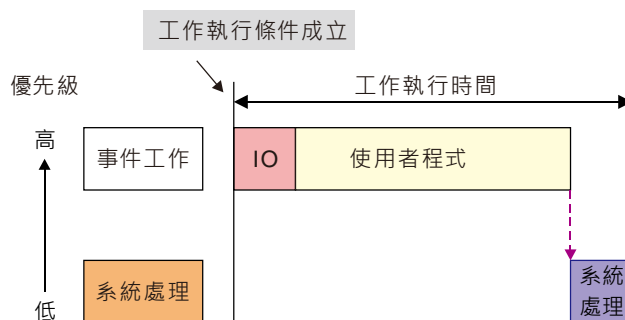 工作執行條件成立
優先級
工作執行時間
高
事件工作
IO
使用者程式
系統處理
系統
處理
低